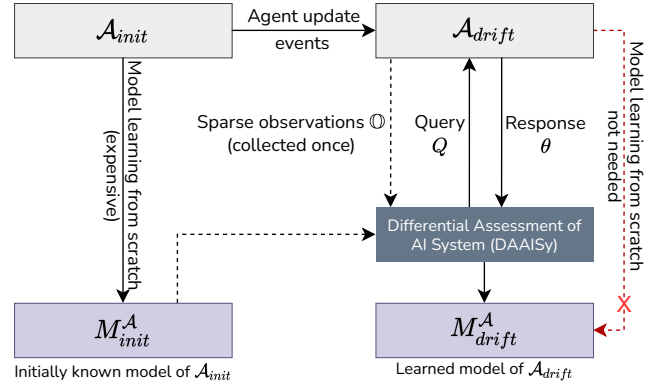 𝒜_init
Agent update
events
𝒜_drift
Model learning from scratch
(expensive)
Sparse observations 𝕆
(collected once)
Query
Q
Response
θ
Model learning from scratch
not needed
Differential Assessment of
AI System (DAAISy)
X
M^𝒜_init
M^𝒜_drift
Initially known model of 𝒜_init
Learned model of 𝒜_drift